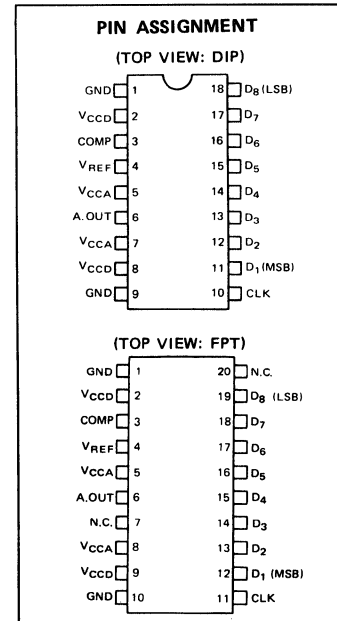 PIN ASSIGNMENT
(TOP VIEW: DIP)
GND 1 18 D8 (LSB)
VCCD 2 17 D7
COMP 3 16 D6
VREF 4 15 D5
VCCA 5 14 D4
A.OUT 6 13 D3
VCCA 7 12 D2
VCCD 8 11 D1 (MSB)
GND 9 10 CLK
(TOP VIEW: FPT)
GND 1 20 N.C.
VCCD 2 19 D8 (LSB)
COMP 3 18 D7
VREF 4 17 D6
VCCA 5 16 D5
A.OUT 6 15 D4
N.C. 7 14 D3
VCCA 8 13 D2
VCCD 9 12 D1 (MSB)
GND 10 11 CLK